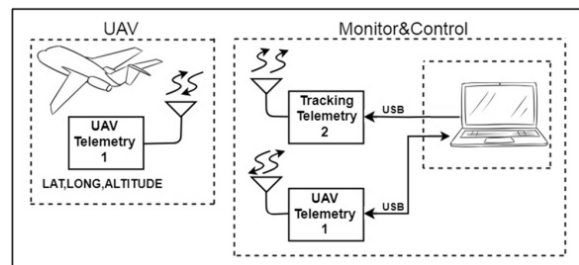 UAV
UAV
Telemetry
1
LAT,LONG,ALTITUDE
Monitor&Control
Tracking
Telemetry
2
USB
UAV
Telemetry
1
USB